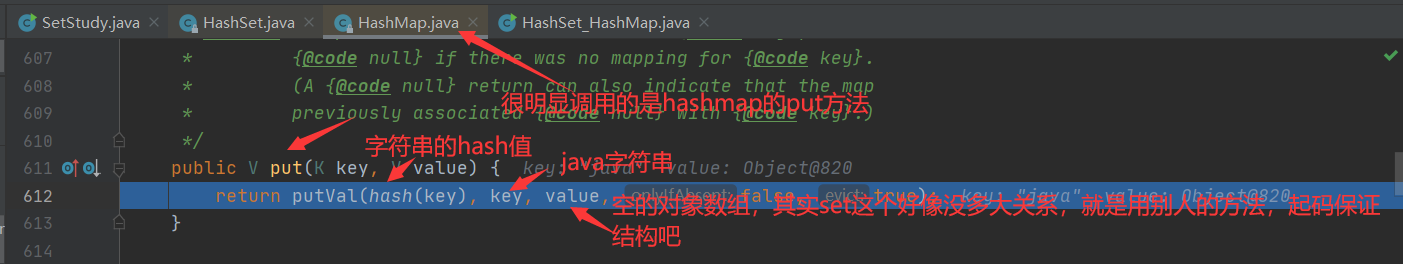 SetStudy.java × HashSet.java × HashMap.java × HashSet_HashMap.java ×
607 * {@code null} if there was no mapping for {@code key}.
608 * (A {@code null} return can also indicate that the map
很明显调用的是hashmap的put方法
609 * previously associated {@code null} with {@code key}.)
610 */
字符串的hash值
java字符串
611 public V put(K key, V value) { key: "java" value: Object@820
612 return putVal(hash(key), key, value, onlyIfAbsent: false, evict: true); key: "java" value: Object@820
空的对象数组，其实set这个好像没多大关系，就是用别人的方法，起码保证
结构吧
613 }
614